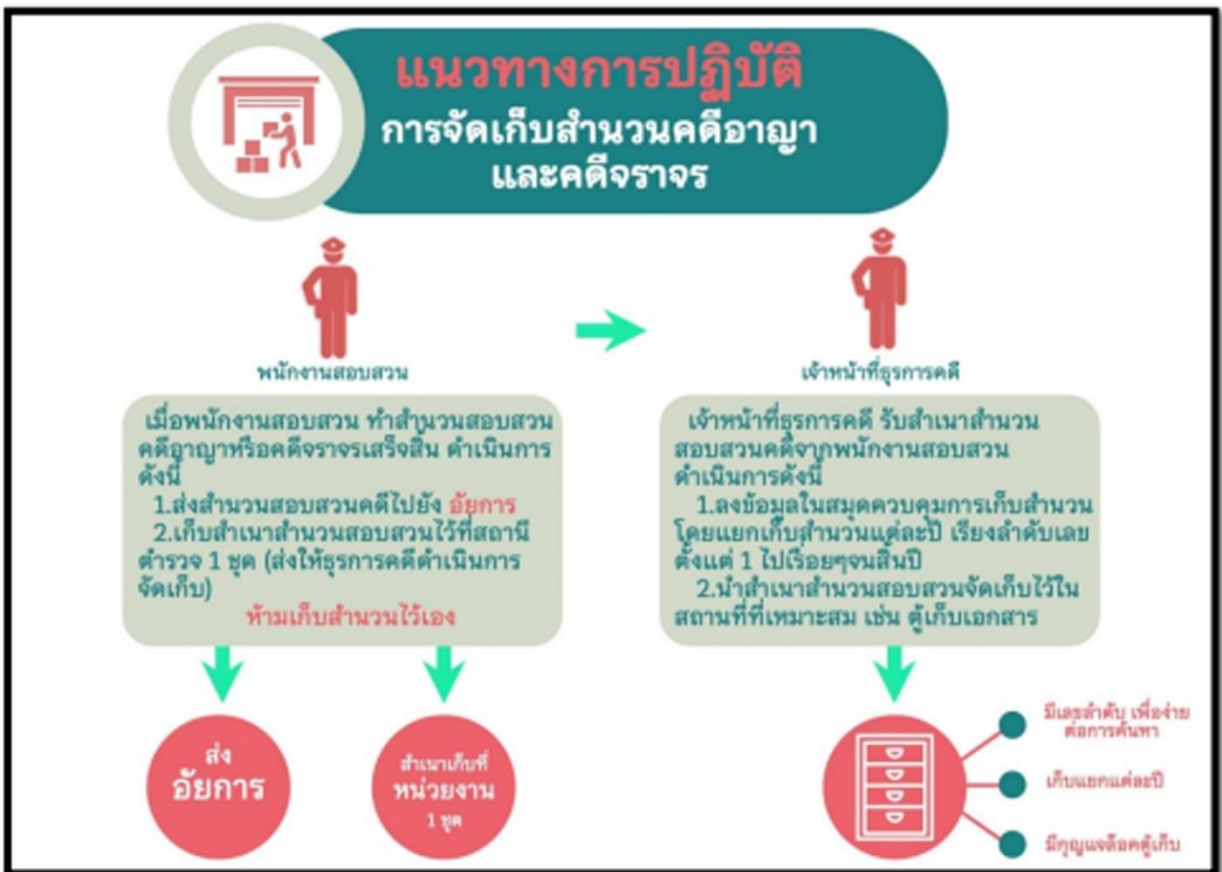 แนวทางการปฏิบัติ
การจัดเก็บสำนวนคดีอาญา
และคดีจราจร
พนักงานสอบสวน
เมื่อพนักงานสอบสวน ทำสำนวนสอบสวน
คดีอาญาหรือคดีจราจรเสร็จสิ้น ดำเนินการ
ดังนี้
1.ส่งสำนวนสอบสวนคดีไปยัง อัยการ
2.เก็บสำเนาสำนวนสอบสวนไว้ที่สถานี
ตำรวจ 1 ชุด (ส่งให้ธุรการคดีดำเนินการ
จัดเก็บ)
ห้ามเก็บสำนวนไว้เอง
ส่ง
อัยการ
สำเนาเก็บที่
หน่วยงาน
1 ชุด
เจ้าหน้าที่ธุรการคดี
เจ้าหน้าที่ธุรการคดี รับสำเนาสำนวน
สอบสวนคดีจากพนักงานสอบสวน
ดำเนินการดังนี้
1.ลงข้อมูลในสมุดควบคุมการเก็บสำนวน
โดยแยกเก็บสำนวนแต่ละปี เรียงลำดับเลข
ตั้งแต่ 1 ไปเรื่อยๆจนสิ้นปี
2.นำสำเนาสำนวนสอบสวนจัดเก็บไว้ใน
สถานที่ที่เหมาะสม เช่น ตู้เก็บเอกสาร
มีเลขลำดับ เพื่อง่าย
ต่อการค้นหา
เก็บแยกแต่ละปี
มีกุญแจล็อคตู้เก็บ